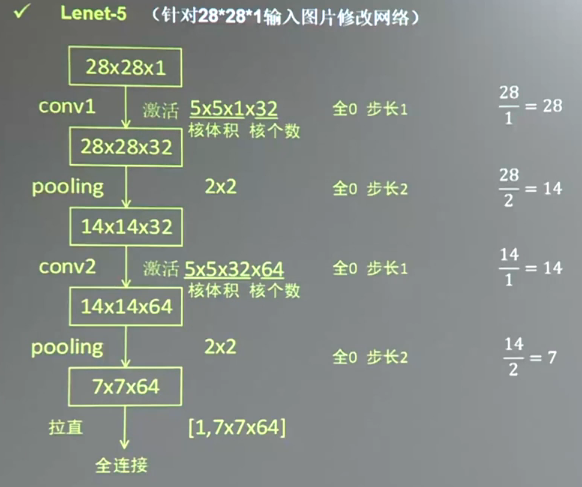 ✓ Lenet-5 （针对28*28*1输入图片修改网络）
28x28x1
conv1 激活 5x5x1x32 全0 步长1 28/1 = 28
核体积 核个数
28x28x32
pooling 2x2 全0 步长2 28/2 = 14
14x14x32
conv2 激活 5x5x32x64 全0 步长1 14/1 = 14
核体积 核个数
14x14x64
pooling 2x2 全0 步长2 14/2 = 7
7x7x64
拉直 [1,7x7x64]
全连接